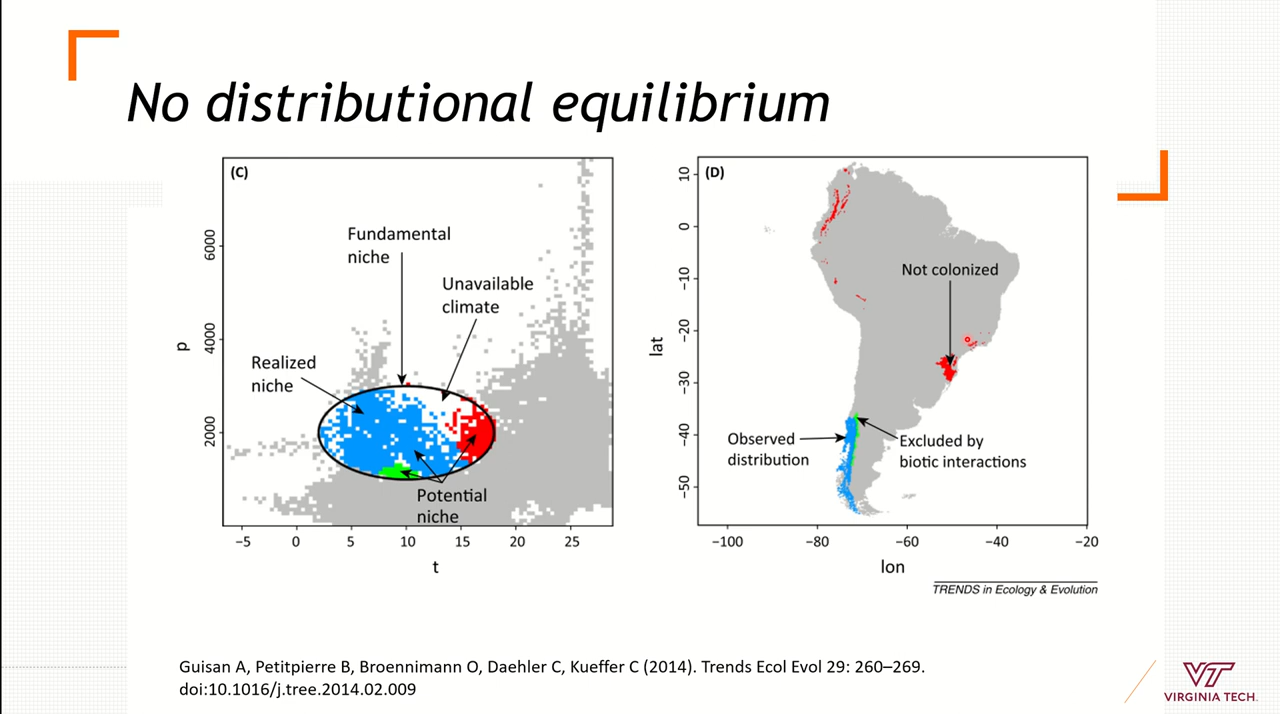 No distributional equilibrium
(C)
Fundamental
niche
Unavailable
climate
Realized
niche
Potential
niche
p
6000
4000
2000
−5 0 5 10 15 20 25
t
(D)
Not colonized
Observed
distribution
Excluded by
biotic interactions
lat
10
0
−10
−20
−30
−40
−50
−100 −80 −60 −40 −20
lon
TRENDS in Ecology & Evolution
Guisan A, Petitpierre B, Broennimann O, Daehler C, Kueffer C (2014). Trends Ecol Evol 29: 260–269.
doi:10.1016/j.tree.2014.02.009
VT
VIRGINIA TECH.